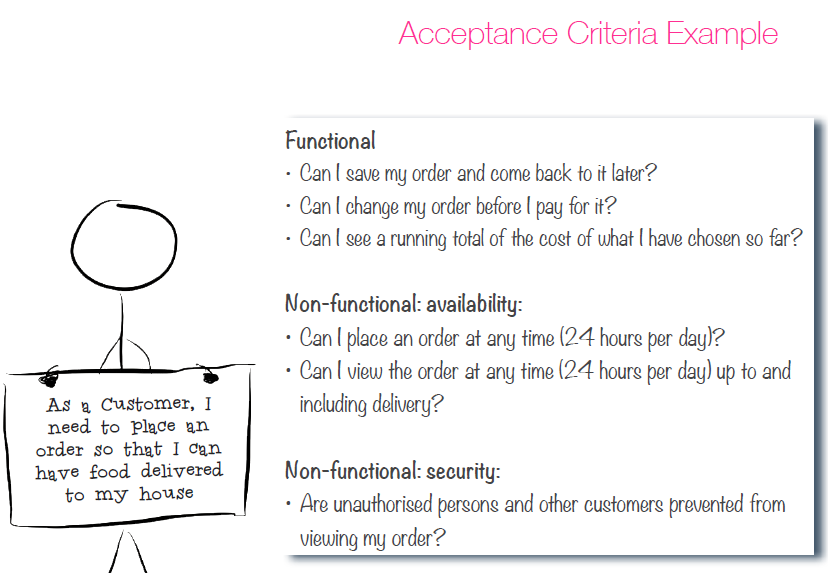 Acceptance Criteria Example
Functional
• Can I save my order and come back to it later?
• Can I change my order before I pay for it?
• Can I see a running total of the cost of what I have chosen so far?
Non-functional: availability:
• Can I place an order at any time (24 hours per day)?
• Can I view the order at any time (24 hours per day) up to and
including delivery?
Non-functional: security:
• Are unauthorised persons and other customers prevented from
viewing my order?
As a Customer, I
need to place an
order so that I can
have food delivered
to my house